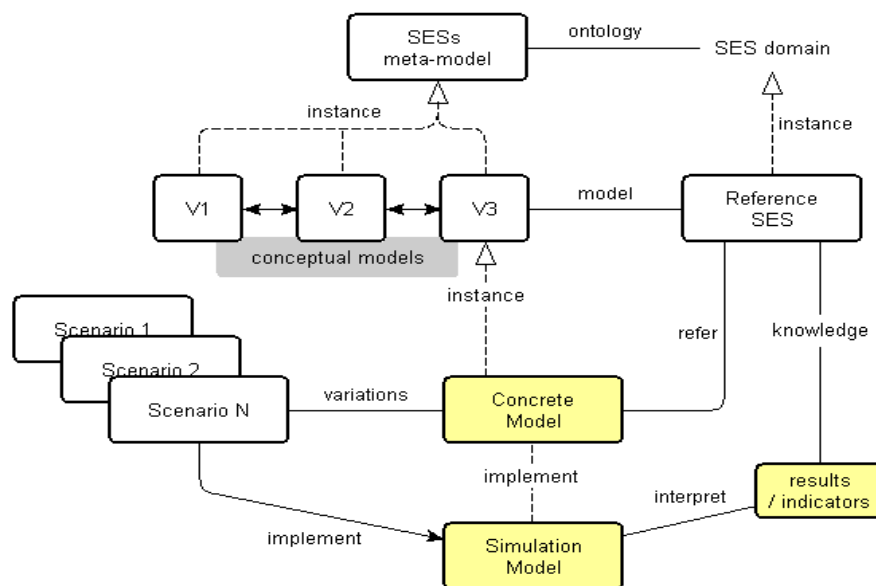 SESs
meta-model
ontology
SES domain
instance
instance
V1
V2
V3
model
Reference
SES
conceptual models
instance
Scenario 1
refer
knowledge
Scenario 2
Scenario N
variations
Concrete
Model
implement
interpret
results
/ indicators
implement
Simulation
Model